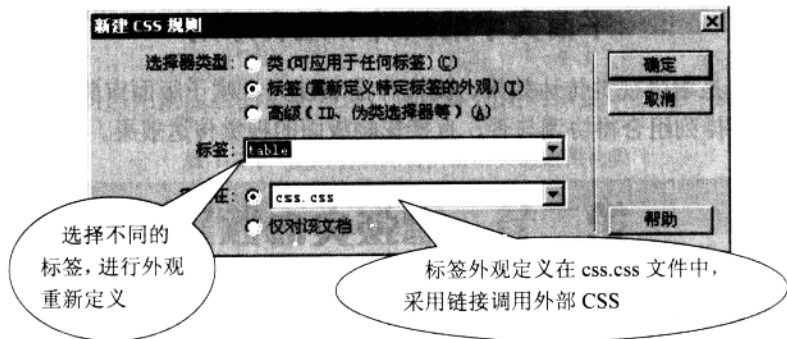 新建 CSS 规则
选择器类型: 类(可应用于任何标签)(C)
标签(重新定义特定标签的外观)(T)
高级(ID、伪类选择器等)(A)
确定
取消
标签: table
在: css.css
仅对该文档
帮助
选择不同的
标签,进行外观
重新定义
标签外观定义在 css.css 文件中,
采用链接调用外部 CSS